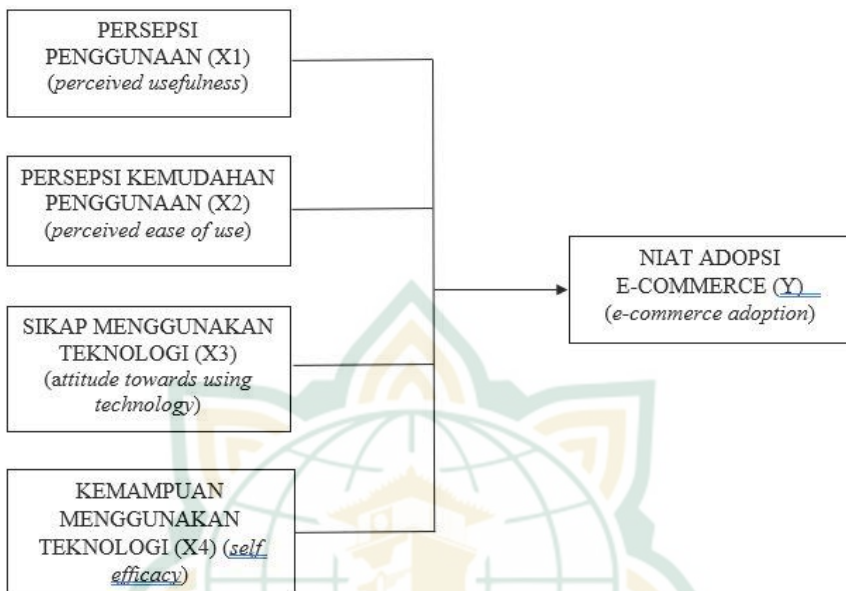 PERSEPSI
PENGGUNAAN (X1)
(perceived usefulness)
PERSEPSI KEMUDAHAN
PENGGUNAAN (X2)
(perceived ease of use)
SIKAP MENGGUNAKAN
TEKNOLOGI (X3)
(attitude towards using
technology)
KEMAMPUAN
MENGGUNAKAN
TEKNOLOGI (X4) (self
efficacy)
NIAT ADOPSI
E-COMMERCE (Y)
(e-commerce adoption)